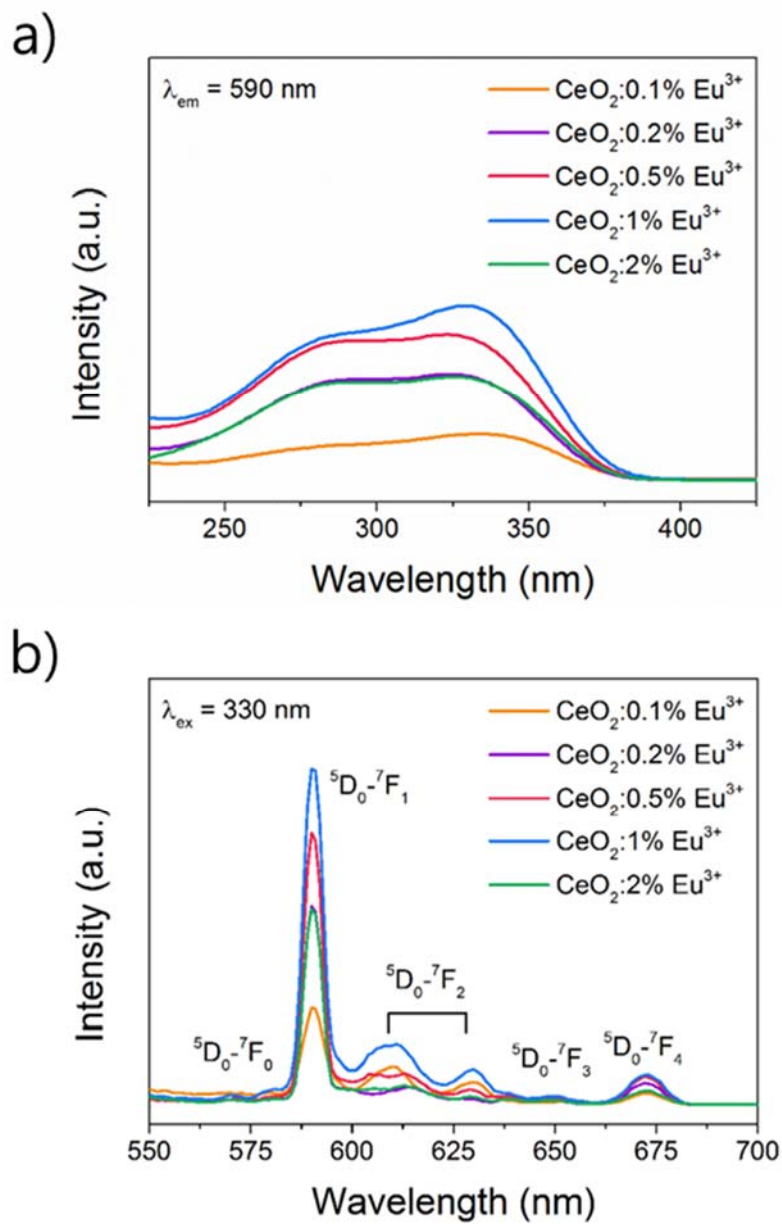 a)
λem = 590 nm
CeO2:0.1% Eu3+
CeO2:0.2% Eu3+
CeO2:0.5% Eu3+
CeO2:1% Eu3+
CeO2:2% Eu3+
Intensity (a.u.)
250 300 350 400
Wavelength (nm)
b)
λex = 330 nm
CeO2:0.1% Eu3+
CeO2:0.2% Eu3+
CeO2:0.5% Eu3+
CeO2:1% Eu3+
CeO2:2% Eu3+
5D0-7F1
5D0-7F2
5D0-7F0
5D0-7F3
5D0-7F4
Intensity (a.u.)
550 575 600 625 650 675 700
Wavelength (nm)